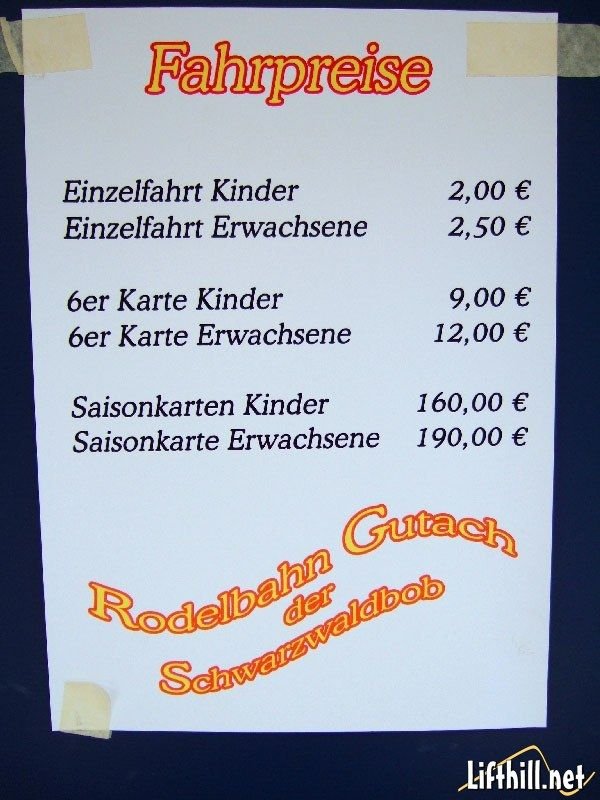 Fahrpreise
Einzelfahrt Kinder 2,00 €
Einzelfahrt Erwachsene 2,50 €
6er Karte Kinder 9,00 €
6er Karte Erwachsene 12,00 €
Saisonkarten Kinder 160,00 €
Saisonkarte Erwachsene 190,00 €
Rodelbahn Gutach
der
Schwarzwaldbob
Lifthill.net